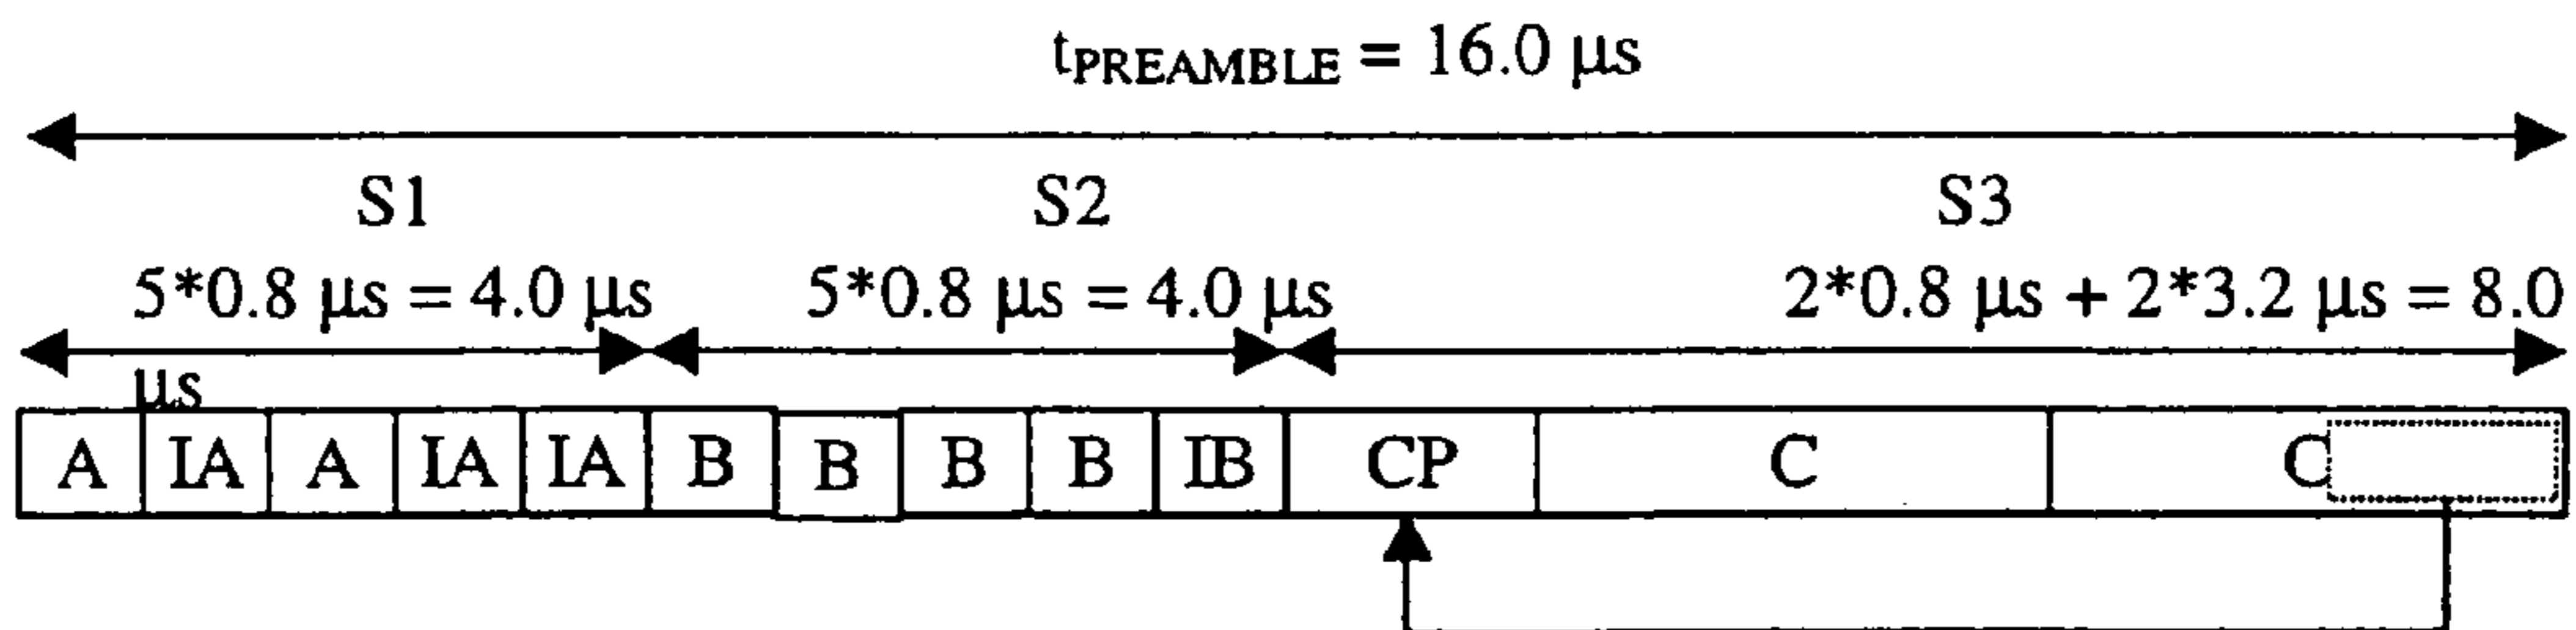 tPREAMBLE = 16.0 µs
S1 S2 S3
5*0.8 µs = 4.0 µs 5*0.8 µs = 4.0 µs 2*0.8 µs + 2*3.2 µs = 8.0
µs
A IA A IA IA B B B B IB CP C C